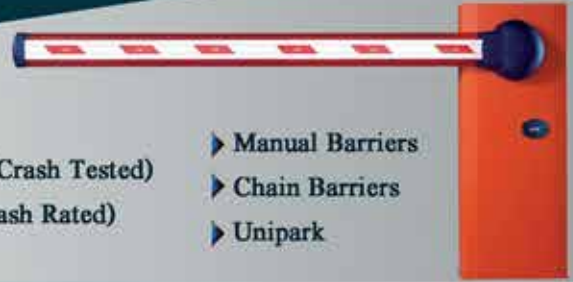 Crash Tested)
ash Rated)
Manual Barriers
Chain Barriers
Unipark